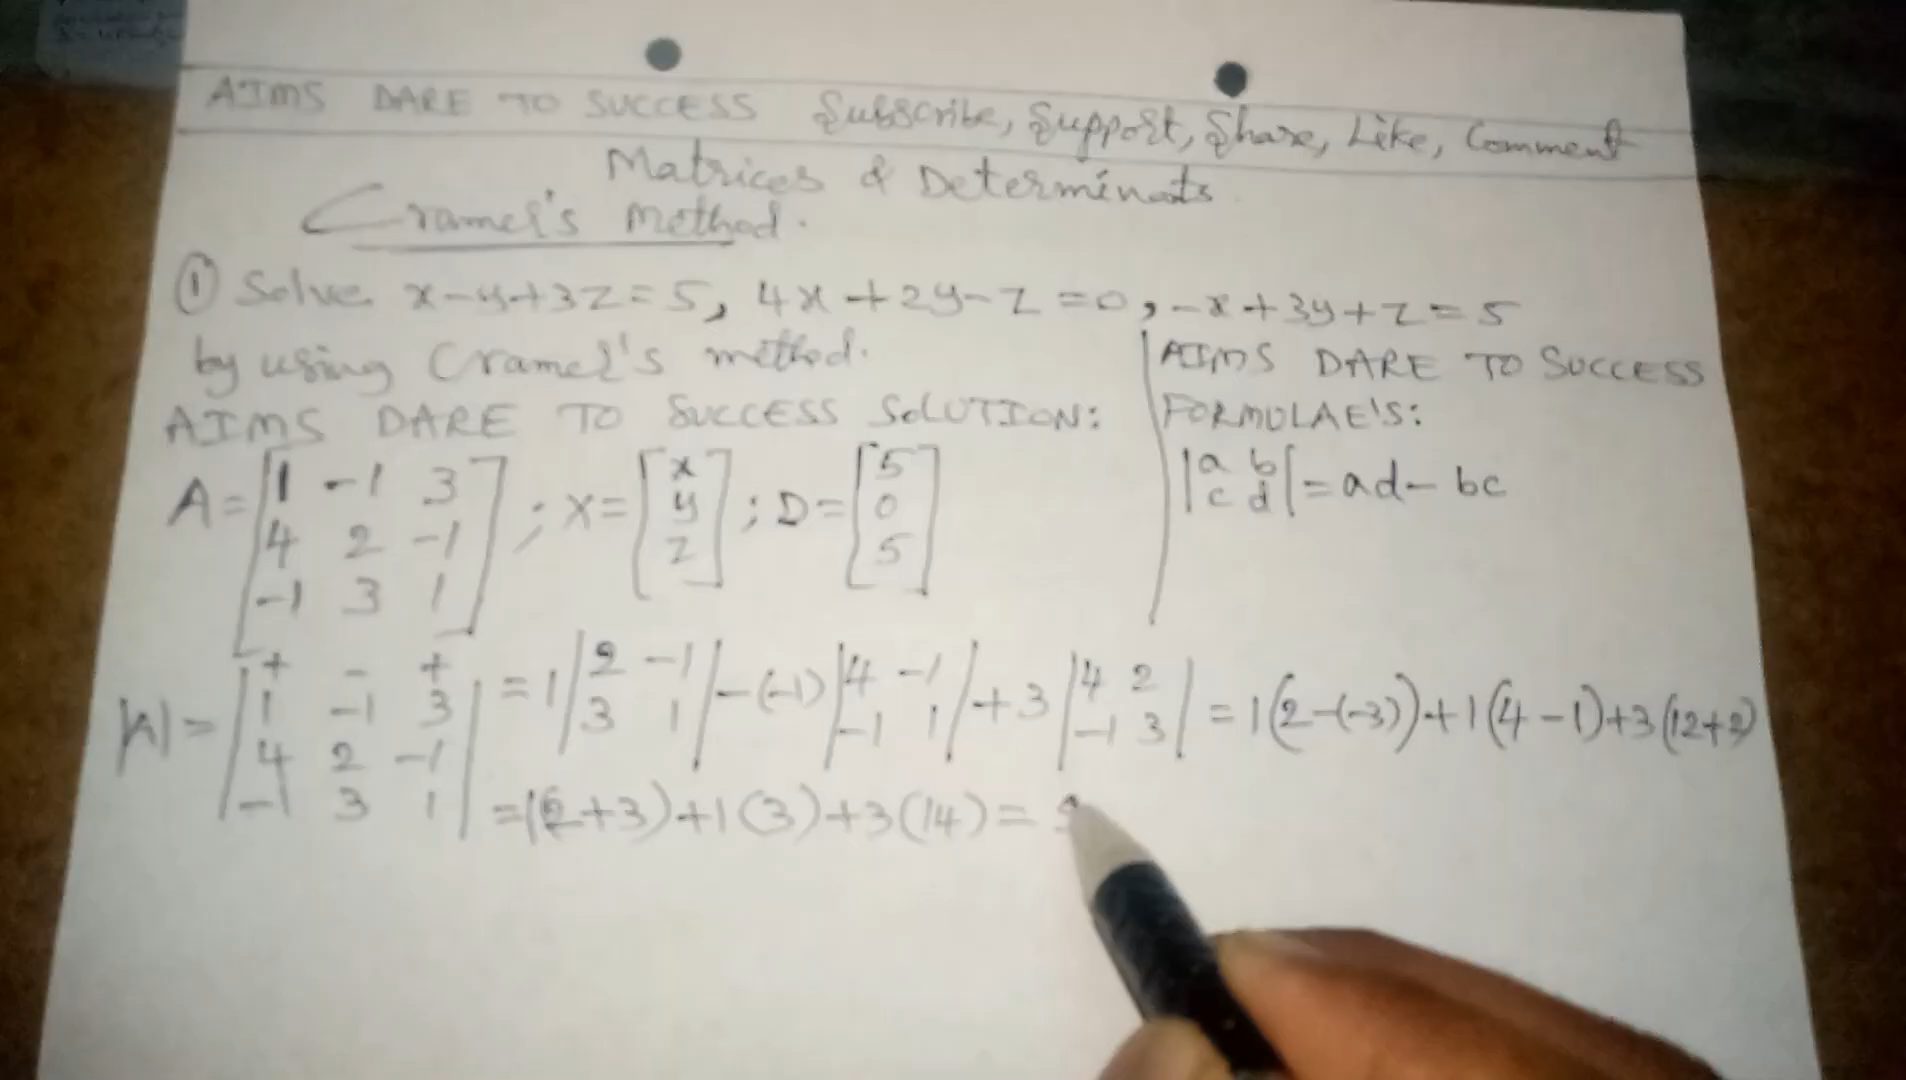 AIMS DARE TO SUCCESS Subscribe, Support, Share, Like, Comment
Matrices & Determinats.
Cramer's method.
① Solve x-y+3z=5, 4x+2y-z=0, -x+3y+z=5
by using Cramer's method.
AIMS DARE TO SUCCESS SOLUTION:
A=[1 -1 3; 4 2 -1; -1 3 1]; X=[x; y; z]; D=[5; 0; 5]
AIMS DARE TO SUCCESS
FORMULAE'S:
|a b; c d|=ad-bc
+ - +
|A|=|1 -1 3; 4 2 -1; -1 3 1|=1|2 -1; 3 1|-(-1)|4 -1; -1 1|+3|4 2; -1 3|=1(2-(-3))+1(4-1)+3(12+2)
=1(2+3)+1(3)+3(14)=